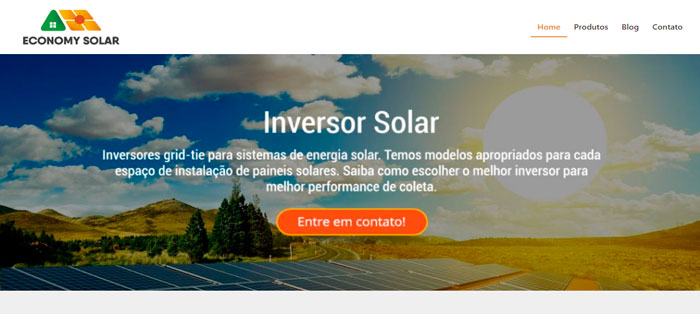 ECONOMY SOLAR
Home Produtos Blog Contato
Inversor Solar
Inversores grid-tie para sistemas de energia solar. Temos modelos apropriados para cada
espaço de instalação de paineis solares. Saiba como escolher o melhor inversor para
melhor performance de coleta.
Entre em contato!